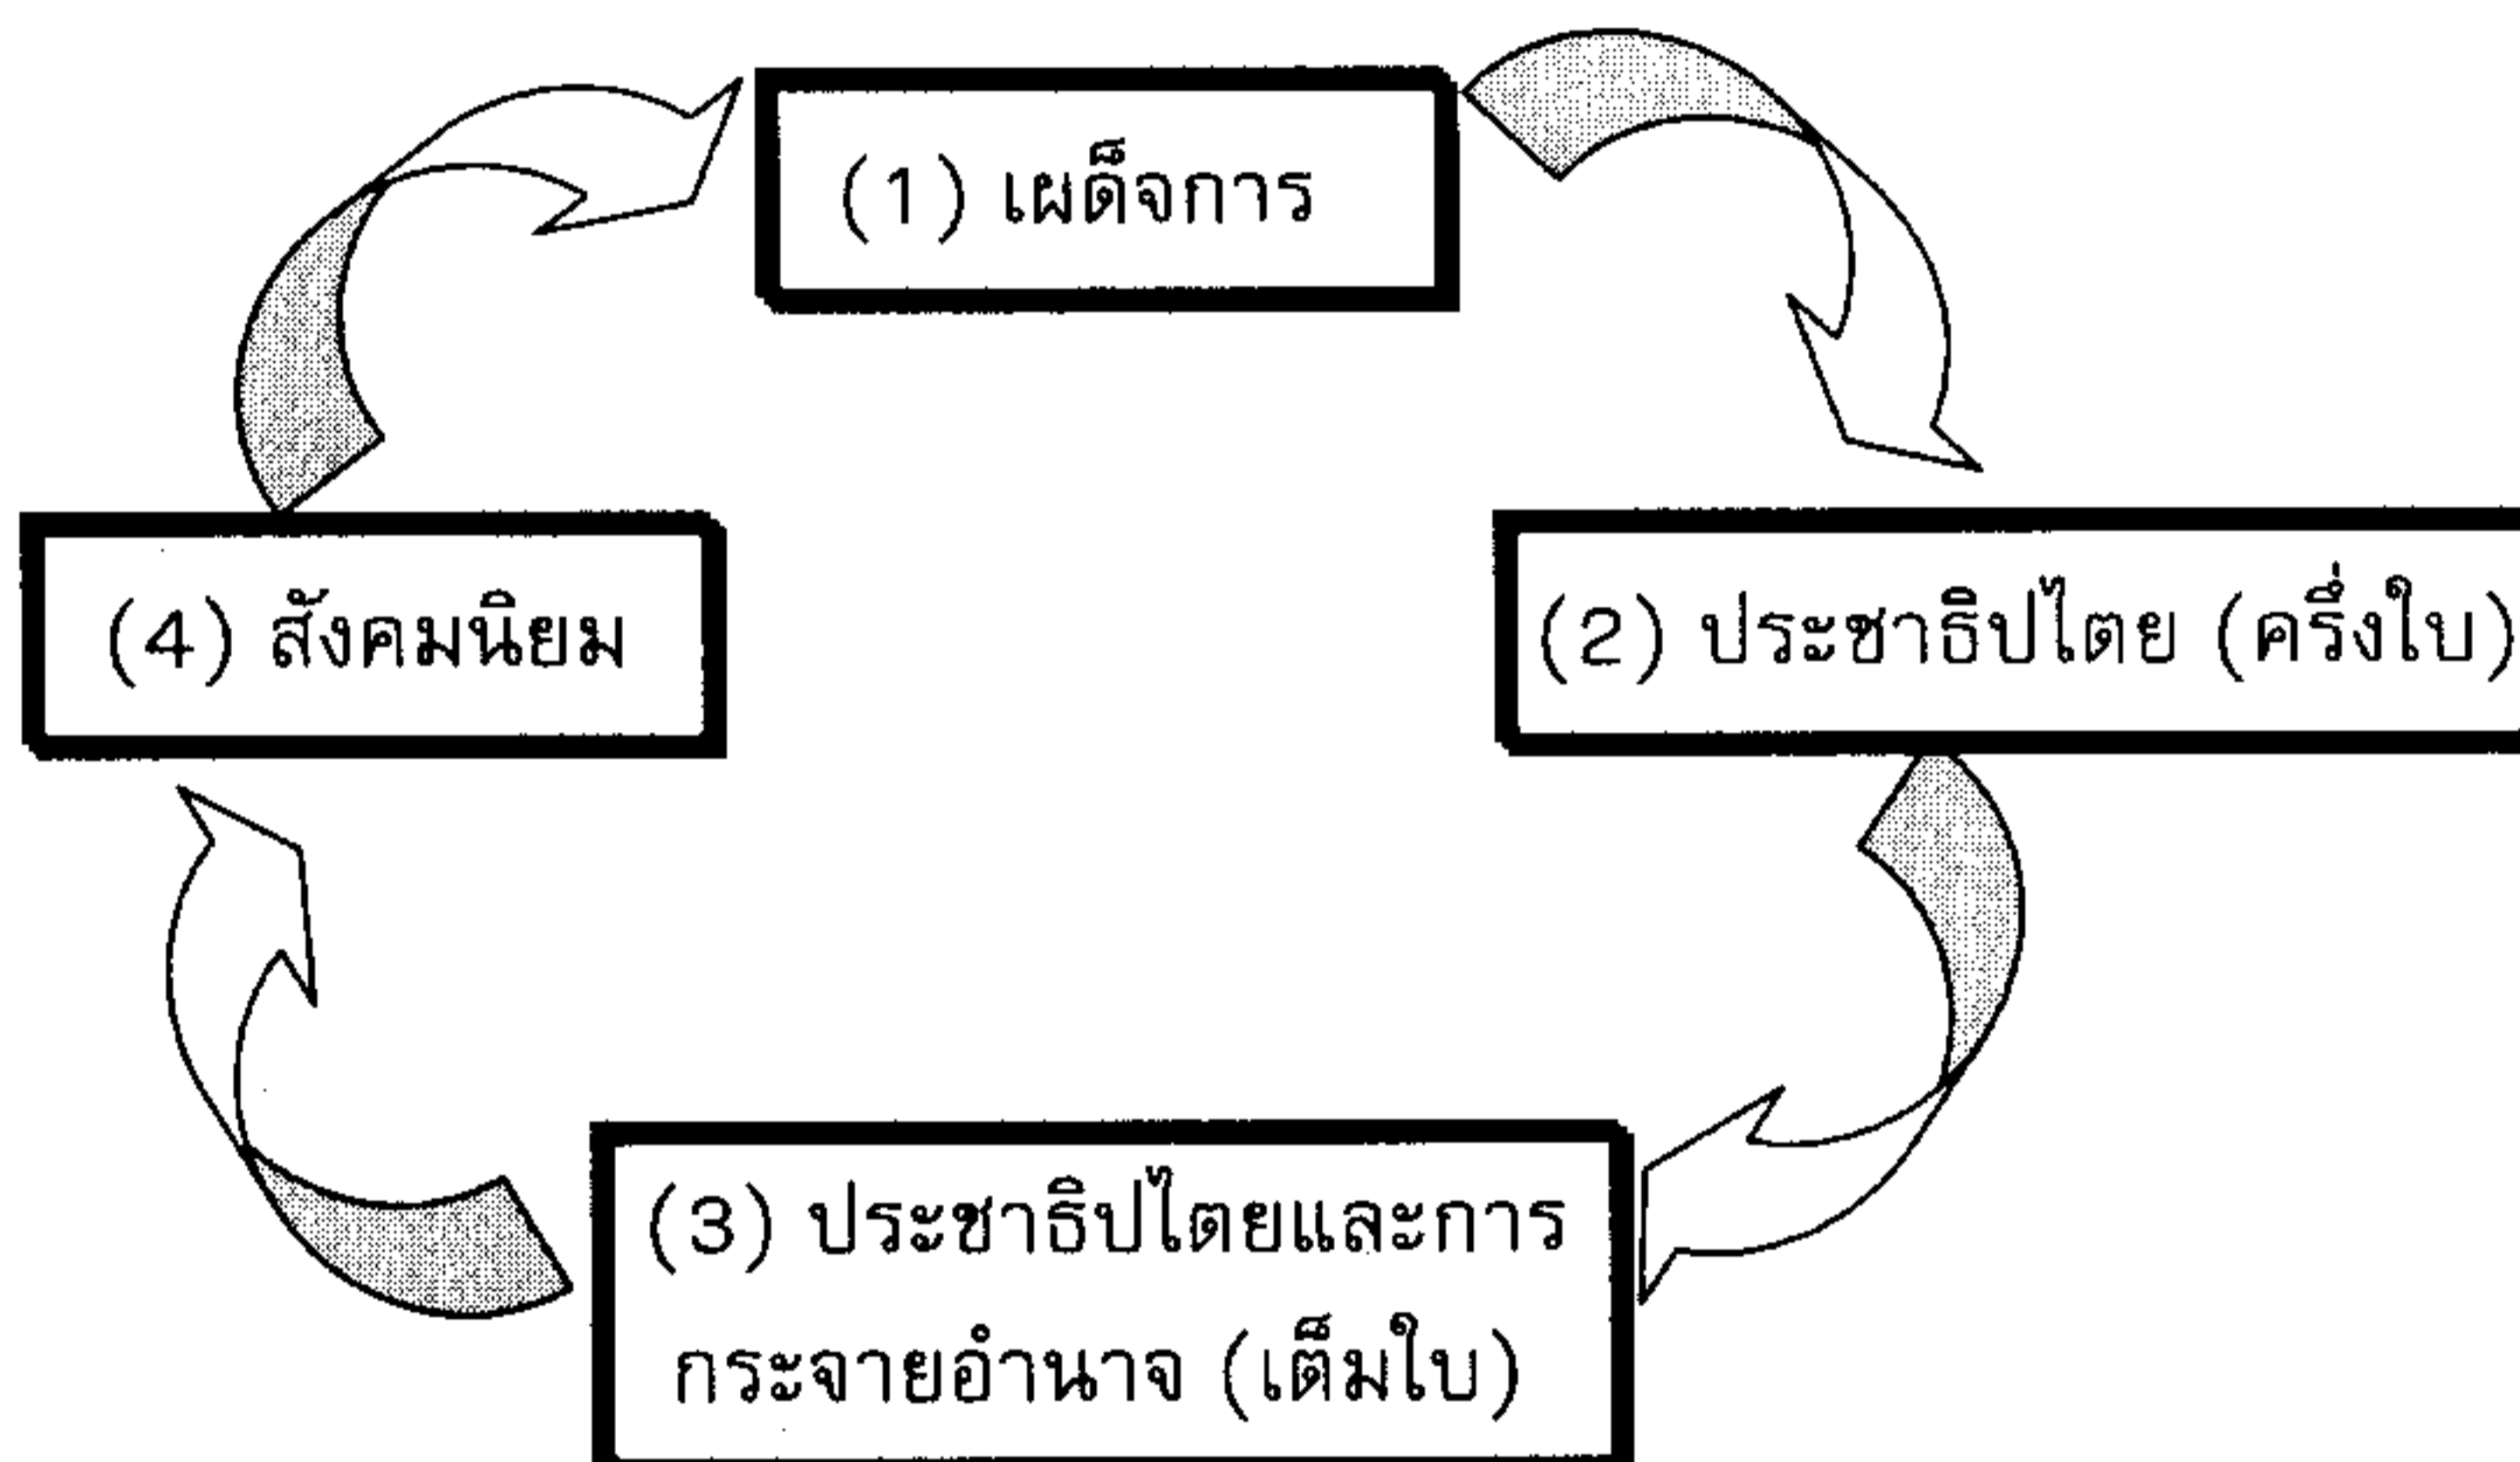 (1) เผด็จการ
(2) ประชาธิปไตย (ครึ่งใบ)
(3) ประชาธิปไตยและการ
กระจายอำนาจ (เต็มใบ)
(4) สังคมนิยม